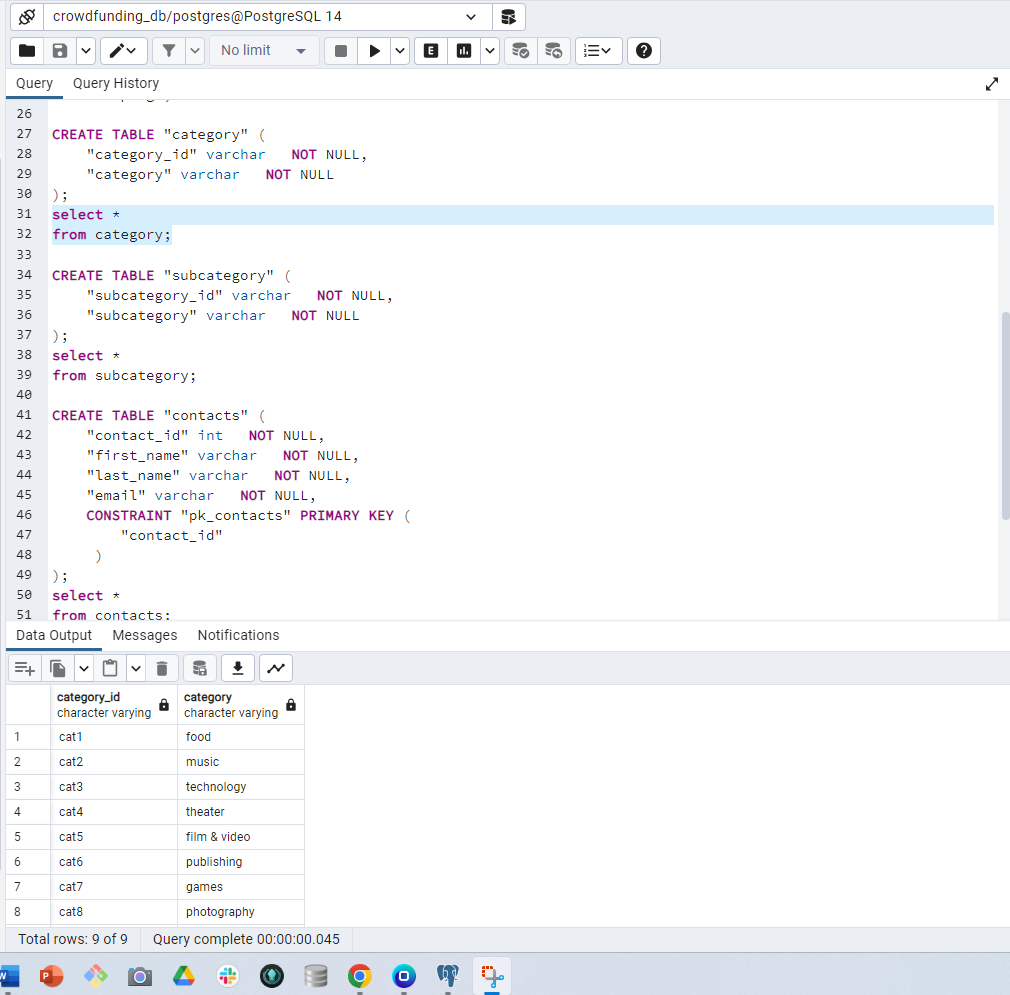 crowdfunding_db/postgres@PostgreSQL 14
No limit
E
Query Query History
26
27 CREATE TABLE "category" (
28 "category_id" varchar NOT NULL,
29 "category" varchar NOT NULL
30 );
31 select *
32 from category;
33
34 CREATE TABLE "subcategory" (
35 "subcategory_id" varchar NOT NULL,
36 "subcategory" varchar NOT NULL
37 );
38 select *
39 from subcategory;
40
41 CREATE TABLE "contacts" (
42 "contact_id" int NOT NULL,
43 "first_name" varchar NOT NULL,
44 "last_name" varchar NOT NULL,
45 "email" varchar NOT NULL,
46 CONSTRAINT "pk_contacts" PRIMARY KEY (
47 "contact_id"
48 )
49 );
50 select *
51 from contacts;
Data Output Messages Notifications
category_id category
character varying character varying
1 cat1 food
2 cat2 music
3 cat3 technology
4 cat4 theater
5 cat5 film & video
6 cat6 publishing
7 cat7 games
8 cat8 photography
Total rows: 9 of 9 Query complete 00:00:00.045
W P